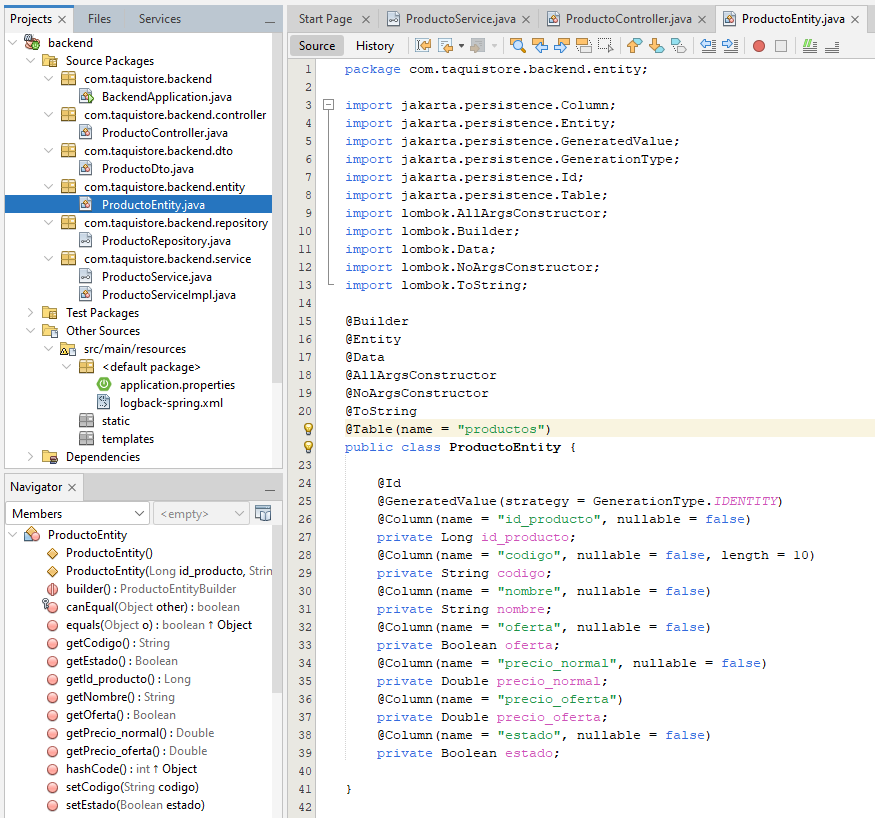 Projects
Files
Services
backend
Source Packages
com.taquistore.backend
BackendApplication.java
com.taquistore.backend.controller
ProductoController.java
com.taquistore.backend.dto
ProductoDto.java
com.taquistore.backend.entity
ProductoEntity.java
com.taquistore.backend.repository
ProductoRepository.java
com.taquistore.backend.service
ProductoService.java
ProductoServiceImpl.java
Test Packages
Other Sources
src/main/resources
<default package>
application.properties
logback-spring.xml
static
templates
Dependencies
Navigator
Members
<empty>
ProductoEntity
ProductoEntity()
ProductoEntity(Long id_producto, Strin
builder() : ProductoEntityBuilder
canEqual(Object other) : boolean
equals(Object o) : boolean ↑ Object
getCodigo() : String
getEstado() : Boolean
getId_producto() : Long
getNombre() : String
getOferta() : Boolean
getPrecio_normal() : Double
getPrecio_oferta() : Double
hashCode() : int ↑ Object
setCodigo(String codigo)
setEstado(Boolean estado)
Start Page
ProductoService.java
ProductoController.java
ProductoEntity.java
Source
History
1 package com.taquistore.backend.entity;
2
3 import jakarta.persistence.Column;
4 import jakarta.persistence.Entity;
5 import jakarta.persistence.GeneratedValue;
6 import jakarta.persistence.GenerationType;
7 import jakarta.persistence.Id;
8 import jakarta.persistence.Table;
9 import lombok.AllArgsConstructor;
10 import lombok.Builder;
11 import lombok.Data;
12 import lombok.NoArgsConstructor;
13 import lombok.ToString;
14
15 @Builder
16 @Entity
17 @Data
18 @AllArgsConstructor
19 @NoArgsConstructor
20 @ToString
@Table(name = "productos")
public class ProductoEntity {
23
24 @Id
25 @GeneratedValue(strategy = GenerationType.IDENTITY)
26 @Column(name = "id_producto", nullable = false)
27 private Long id_producto;
28 @Column(name = "codigo", nullable = false, length = 10)
29 private String codigo;
30 @Column(name = "nombre", nullable = false)
31 private String nombre;
32 @Column(name = "oferta", nullable = false)
33 private Boolean oferta;
34 @Column(name = "precio_normal", nullable = false)
35 private Double precio_normal;
36 @Column(name = "precio_oferta")
37 private Double precio_oferta;
38 @Column(name = "estado", nullable = false)
39 private Boolean estado;
40
41 }
42